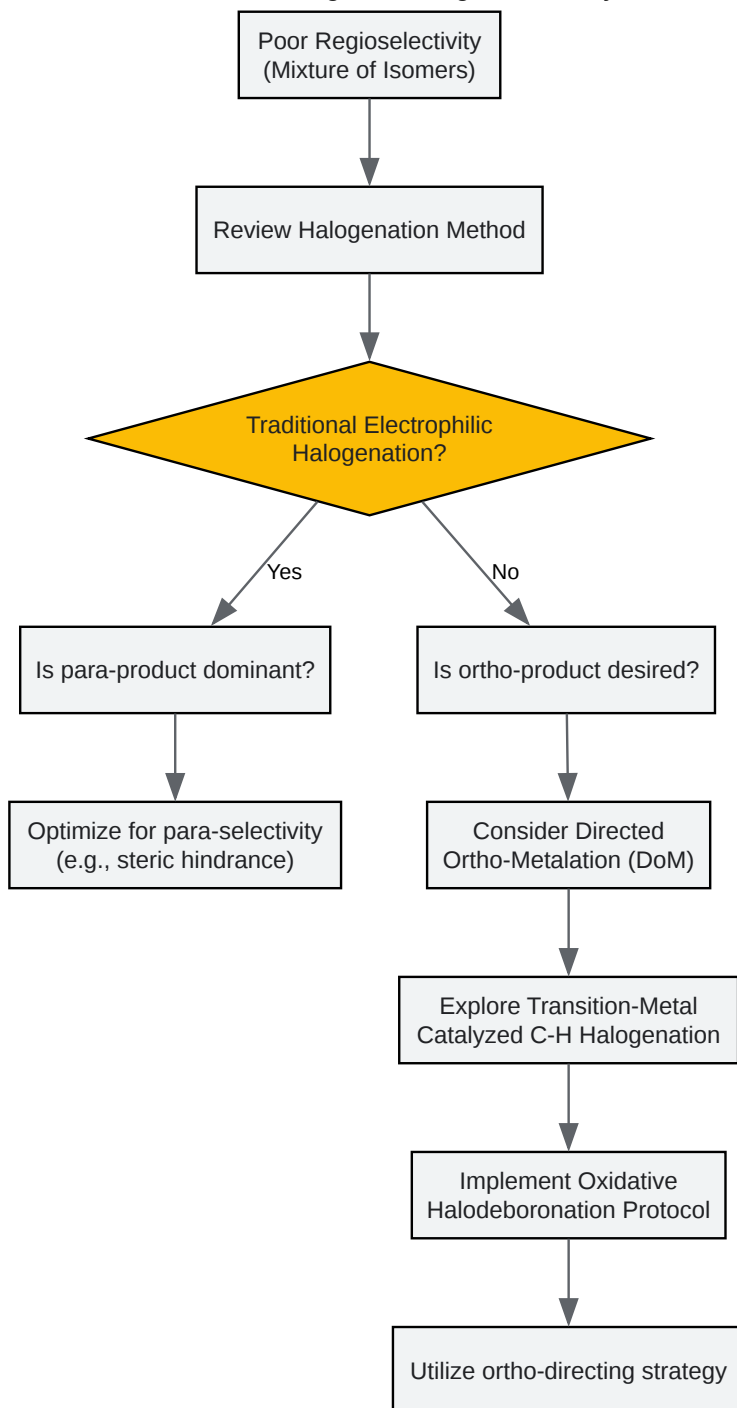 Poor Regioselectivity
(Mixture of Isomers)
Review Halogenation Method
Traditional Electrophilic
Halogenation?
Yes
No
Is para-product dominant?
Is ortho-product desired?
Optimize for para-selectivity
(e.g., steric hindrance)
Consider Directed
Ortho-Metalation (DoM)
Explore Transition-Metal
Catalyzed C-H Halogenation
Implement Oxidative
Halodeboronation Protocol
Utilize ortho-directing strategy